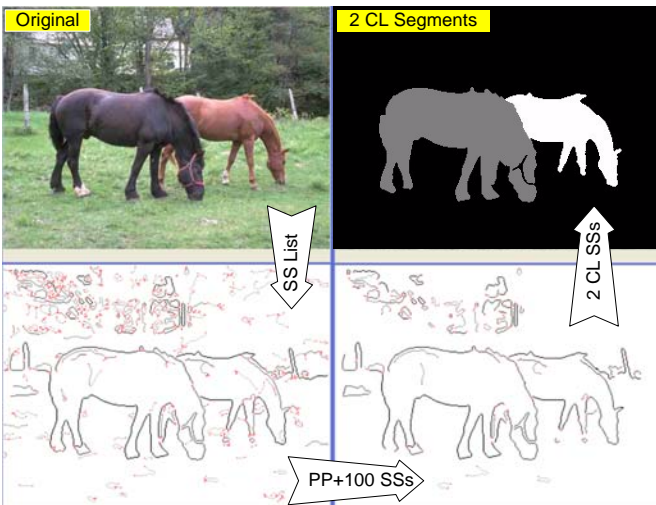 Original
2 CL Segments
SS List
2 CL SSs
PP+100 SSs